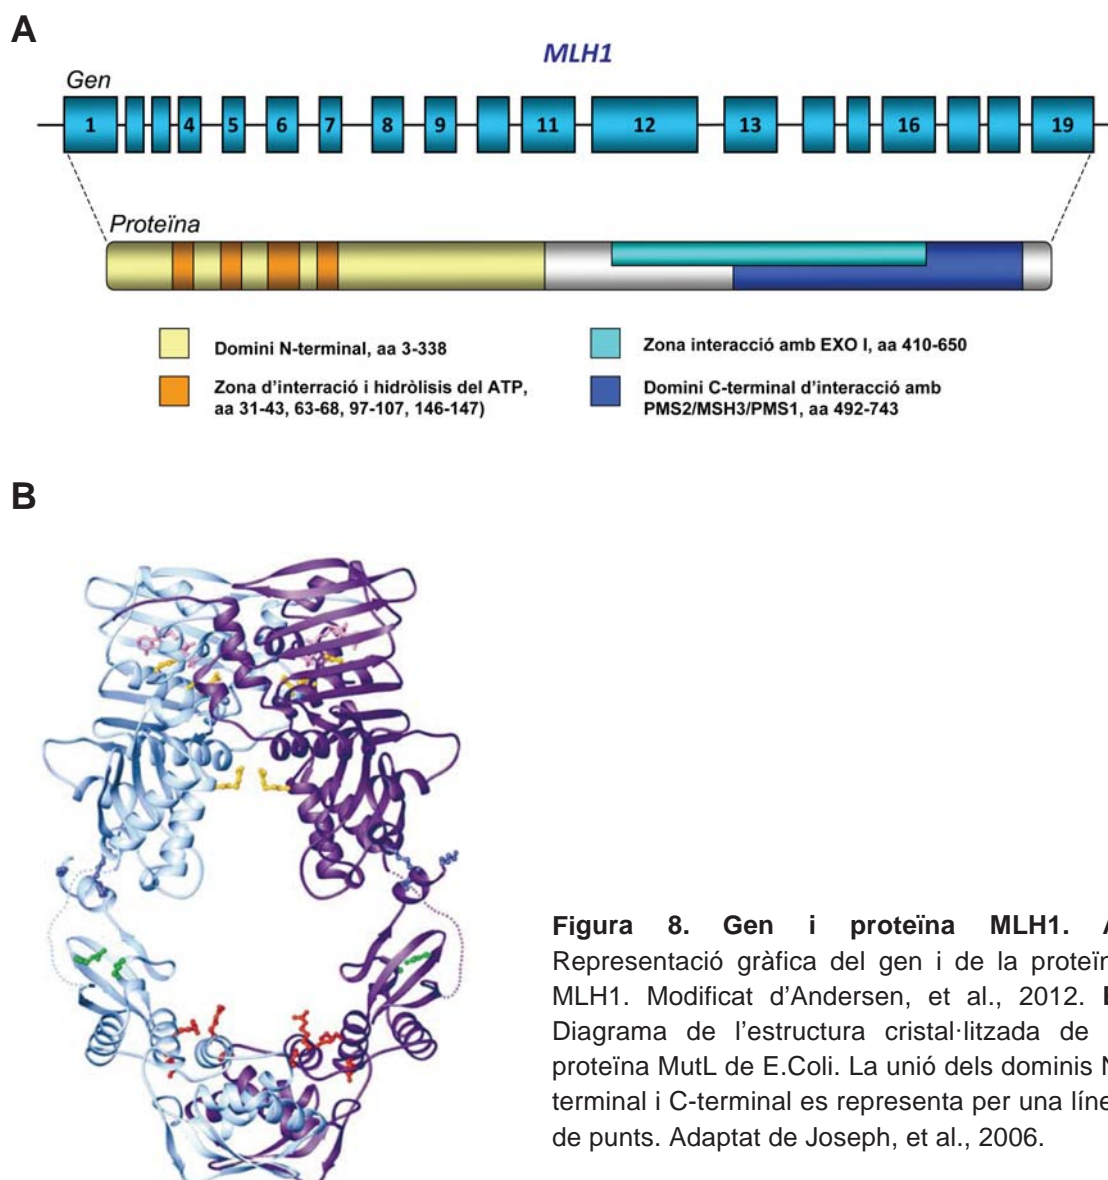 A
MLH1
Gen
1 4 5 6 7 8 9 11 12 13 16 19
Proteïna
Domini N-terminal, aa 3-338
Zona d'interració i hidròlisis del ATP,
aa 31-43, 63-68, 97-107, 146-147)
Zona interacció amb EXO I, aa 410-650
Domini C-terminal d'interacció amb
PMS2/MSH3/PMS1, aa 492-743
B
Figura 8. Gen i proteïna MLH1.
Representació gràfica del gen i de la
MLH1. Modificat d'Andersen, et al., 2012.
Diagrama de l'estructura cristal·litzada de
proteïna MutL de E.Coli. La unió dels dominis
terminal i C-terminal es representa per una
de punts. Adaptat de Joseph, et al., 2006.